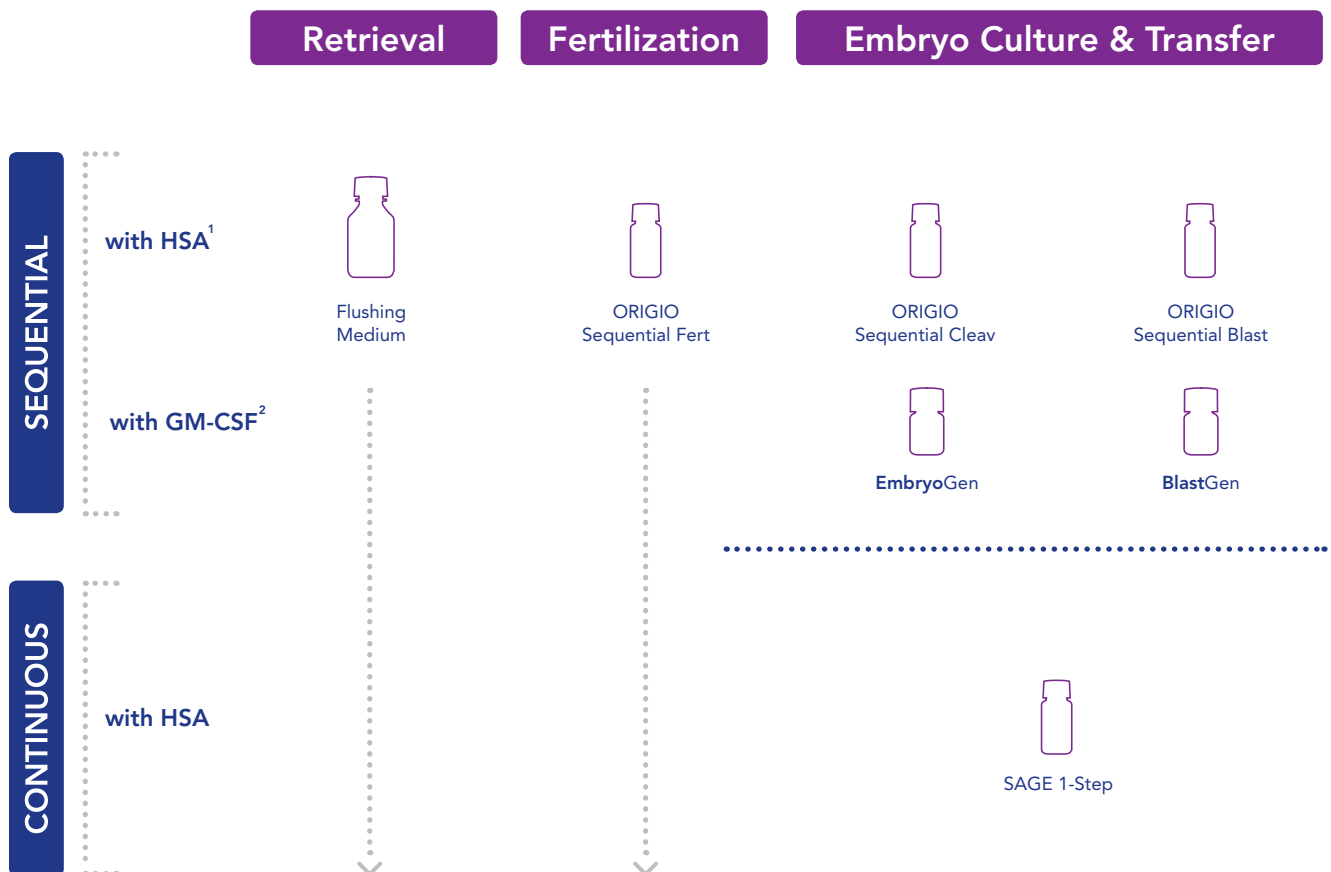 Retrieval
Fertilization
Embryo Culture & Transfer
SEQUENTIAL
with HSA¹
Flushing
Medium
ORIGIO
Sequential Fert
ORIGIO
Sequential Cleav
ORIGIO
Sequential Blast
with GM-CSF²
EmbryoGen
BlastGen
CONTINUOUS
with HSA
SAGE 1-Step